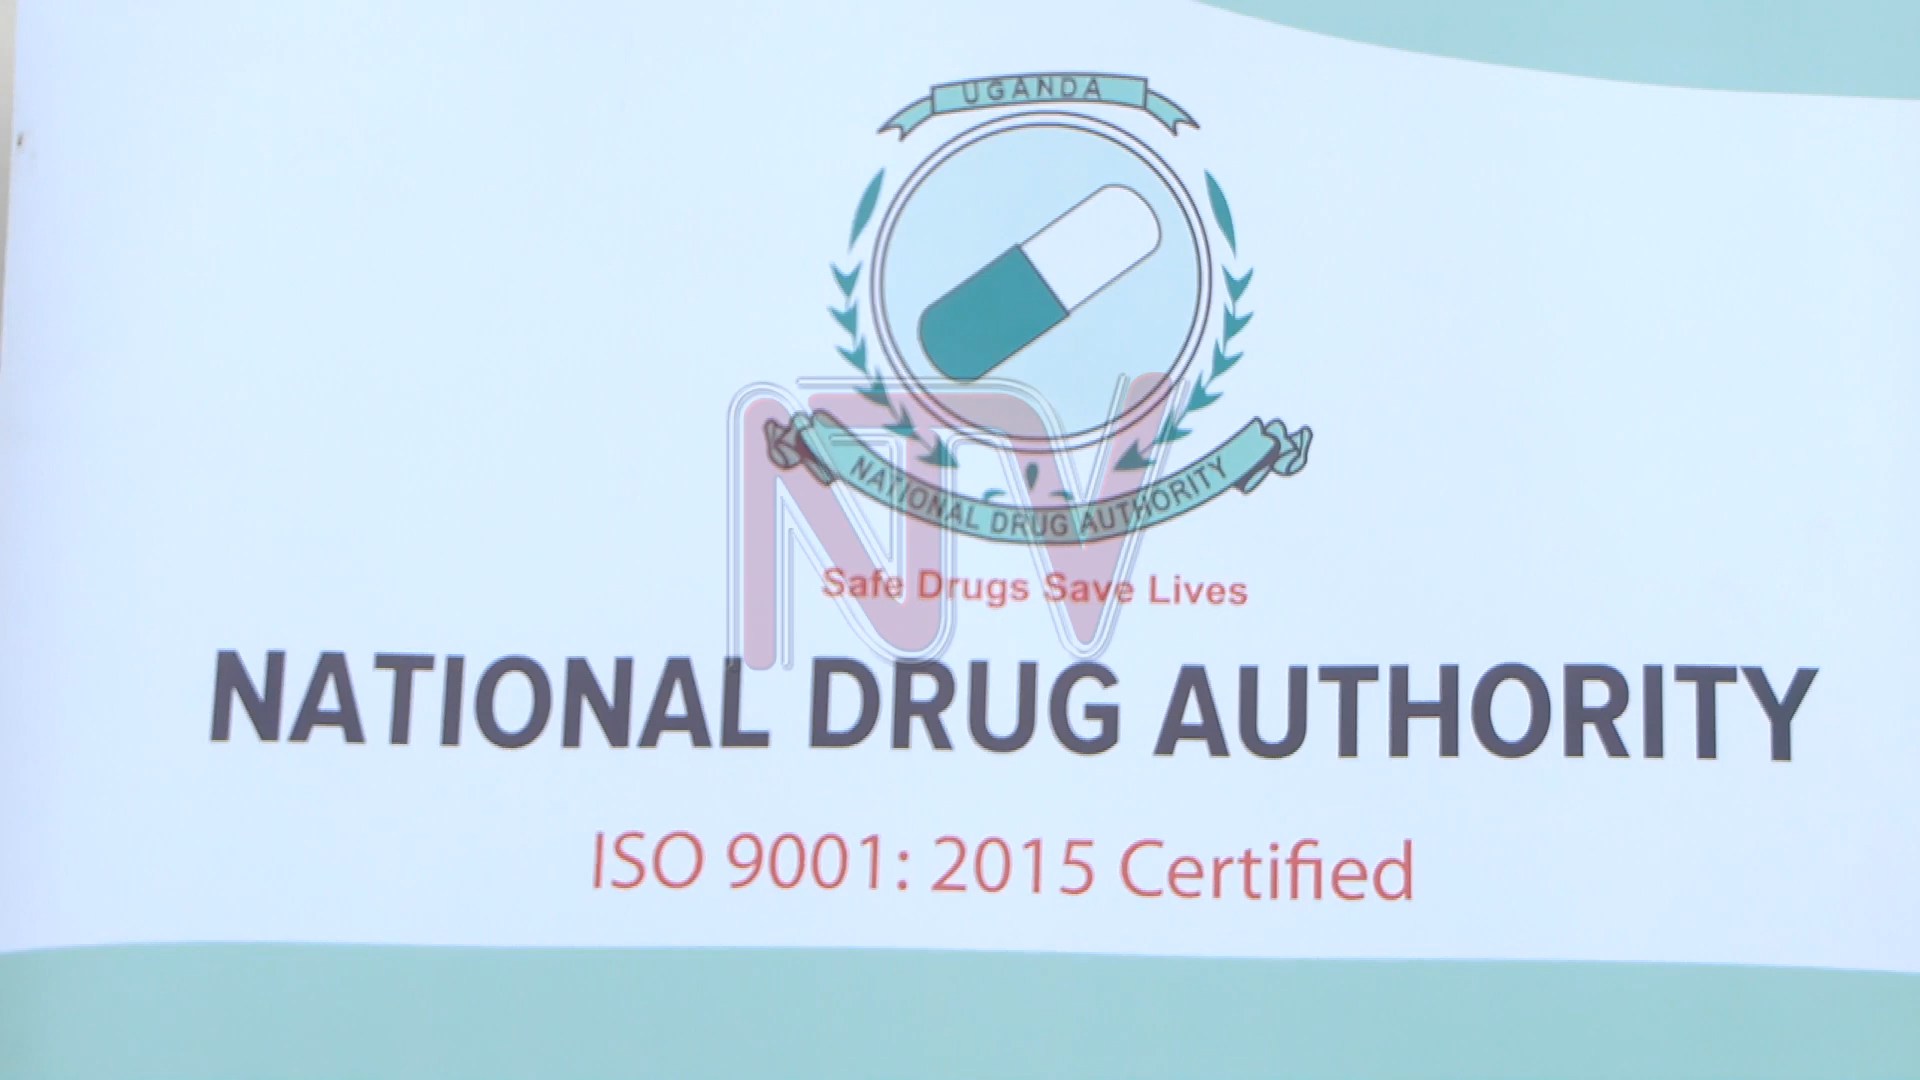 UGANDA
NATIONAL DRUG AUTHORITY
NTV
Safe Drugs Save Lives
NATIONAL DRUG AUTHORITY
ISO 9001: 2015 Certified